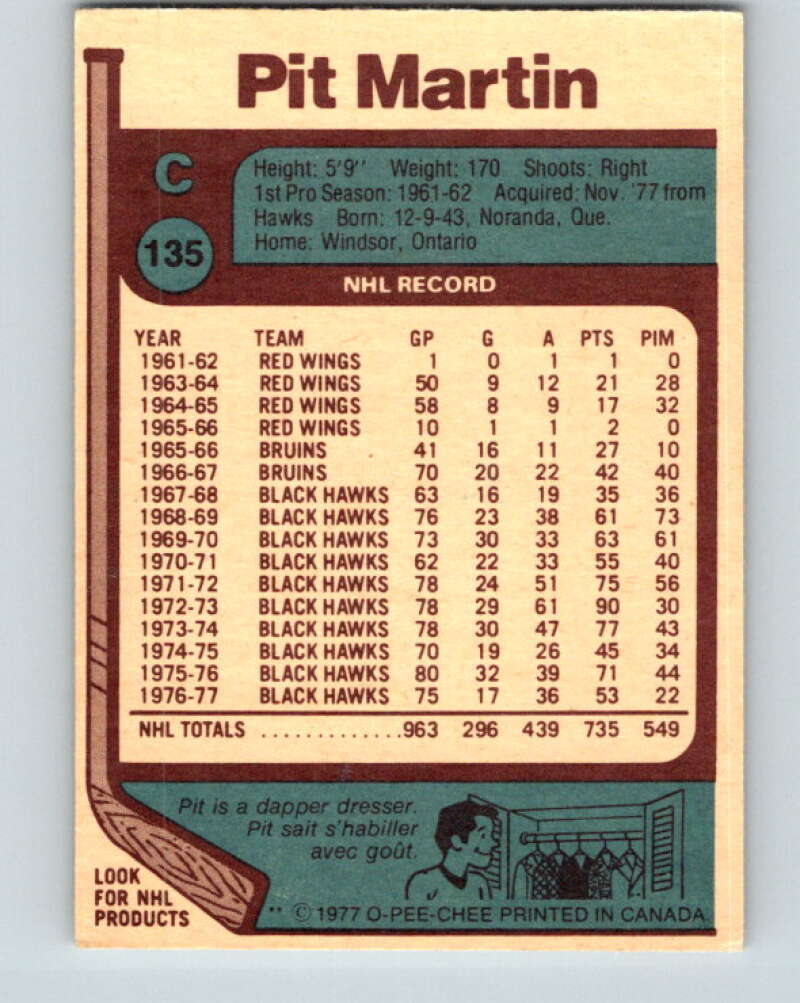 Pit Martin
C
Height: 5'9" Weight: 170 Shoots: Right
1st Pro Season: 1961-62 Acquired: Nov. '77 from
Hawks Born: 12-9-43, Noranda, Que.
Home: Windsor, Ontario
135
NHL RECORD
YEAR TEAM GP G A PTS PIM
1961-62 RED WINGS 1 0 1 1 0
1963-64 RED WINGS 50 9 12 21 28
1964-65 RED WINGS 58 8 9 17 32
1965-66 RED WINGS 10 1 1 2 0
1965-66 BRUINS 41 16 11 27 10
1966-67 BRUINS 70 20 22 42 40
1967-68 BLACK HAWKS 63 16 19 35 36
1968-69 BLACK HAWKS 76 23 38 61 73
1969-70 BLACK HAWKS 73 30 33 63 61
1970-71 BLACK HAWKS 62 22 33 55 40
1971-72 BLACK HAWKS 78 24 51 75 56
1972-73 BLACK HAWKS 78 29 61 90 30
1973-74 BLACK HAWKS 78 30 47 77 43
1974-75 BLACK HAWKS 70 19 26 45 34
1975-76 BLACK HAWKS 80 32 39 71 44
1976-77 BLACK HAWKS 75 17 36 53 22
NHL TOTALS .............963 296 439 735 549
Pit is a dapper dresser.
Pit sait s'habiller
avec goût.
LOOK
FOR NHL
PRODUCTS
** © 1977 O-PEE-CHEE PRINTED IN CANADA